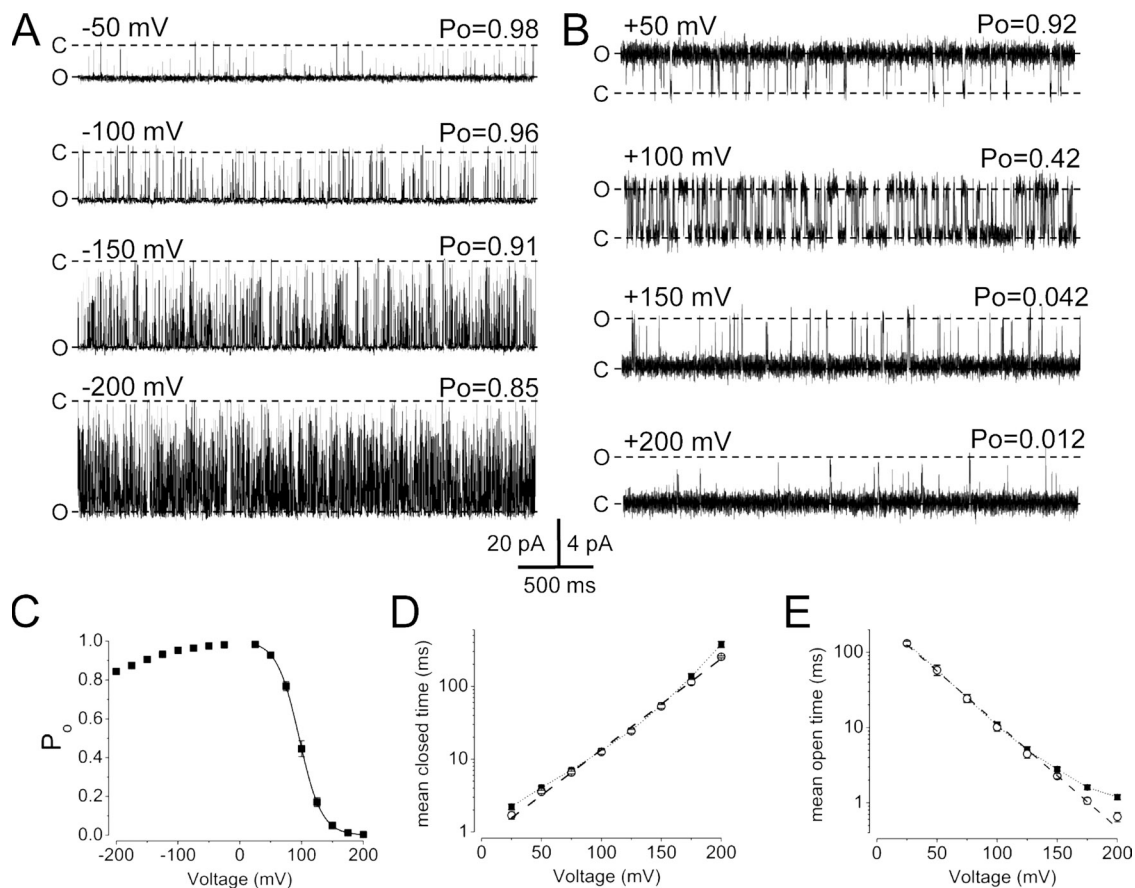 A
-50 mV Po=0.98
C
O
-100 mV Po=0.96
C
O
-150 mV Po=0.91
C
O
-200 mV Po=0.85
C
O
B
+50 mV Po=0.92
O
C
+100 mV Po=0.42
O
C
+150 mV Po=0.042
O
C
+200 mV Po=0.012
O
C
20 pA 4 pA
500 ms
C
Po
1.0
0.8
0.6
0.4
0.2
0.0
-200 -100 0 100 200
Voltage (mV)
D
mean closed time (ms)
100
10
1
0 50 100 150 200
Voltage (mV)
E
mean open time (ms)
100
10
1
0 50 100 150 200
Voltage (mV)